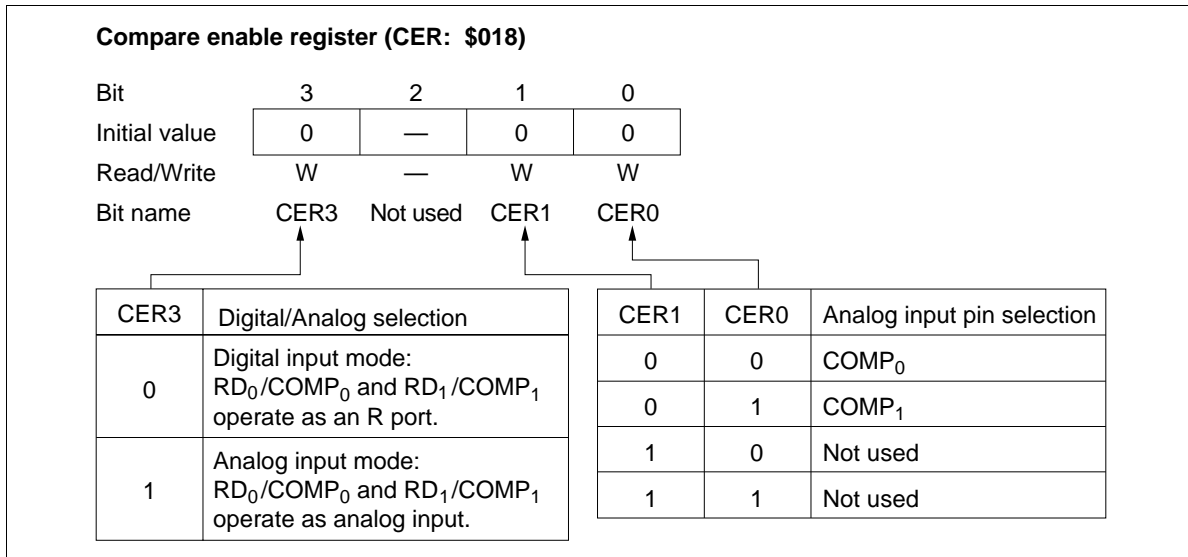 Compare enable register (CER: $018)
Bit 3 2 1 0
Initial value 0 — 0 0
Read/Write W — W W
Bit name CER3 Not used CER1 CER0
CER3 Digital/Analog selection
0 Digital input mode:
RD0/COMP0 and RD1/COMP1
operate as an R port.
1 Analog input mode:
RD0/COMP0 and RD1/COMP1
operate as analog input.
CER1 CER0 Analog input pin selection
0 0 COMP0
0 1 COMP1
1 0 Not used
1 1 Not used